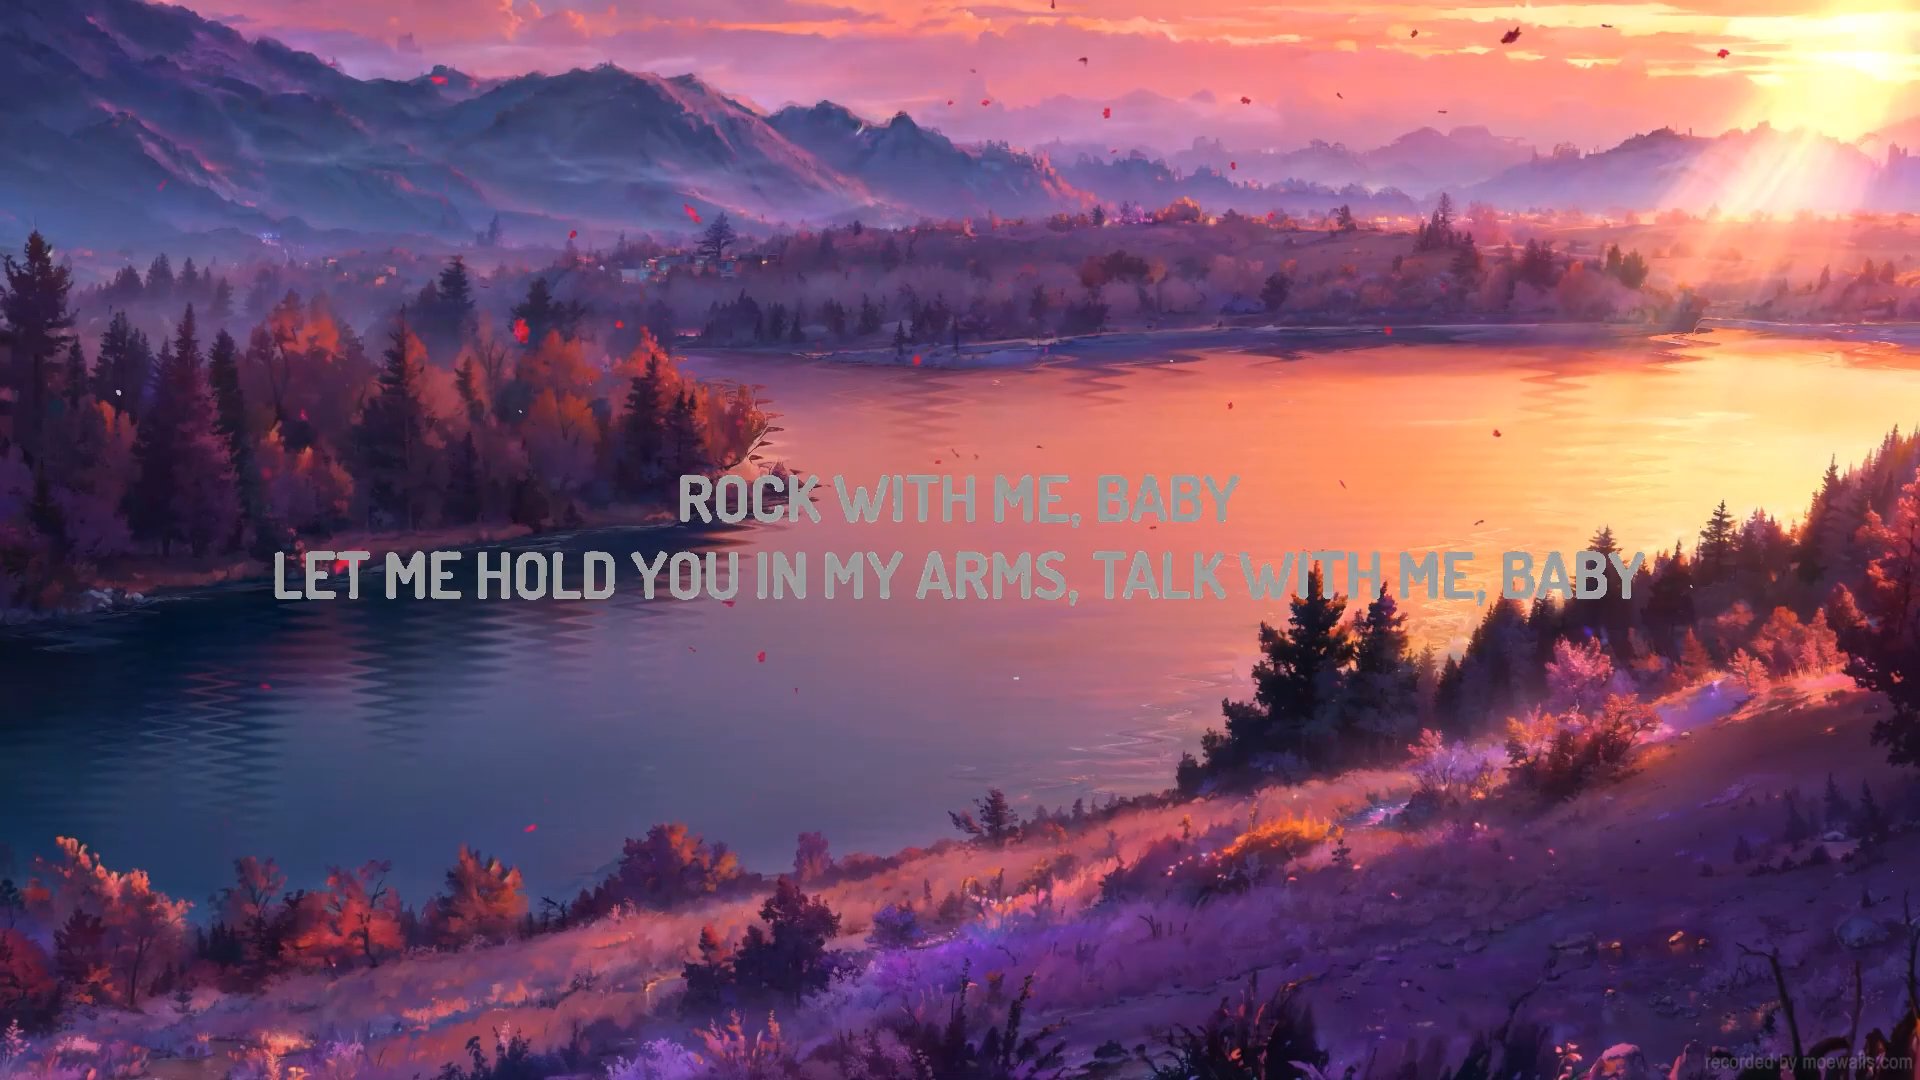 ROCK WITH ME, BABY
LET ME HOLD YOU IN MY ARMS, TALK WITH ME, BABY
recorded by moewalls.com